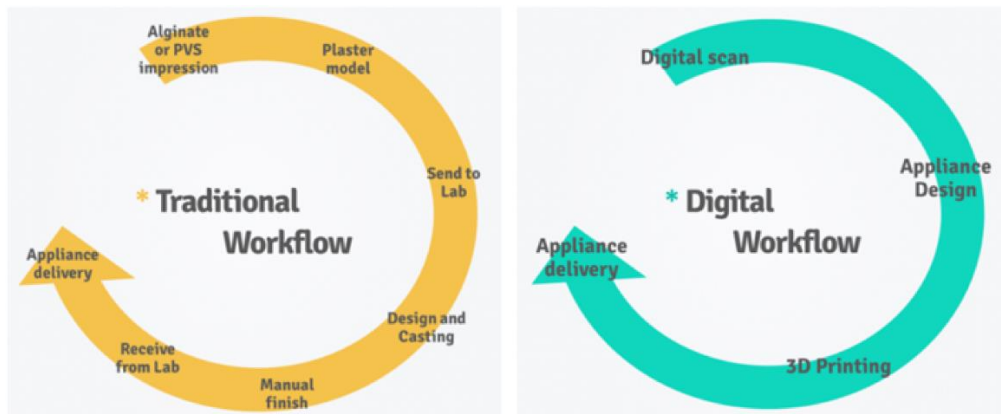 Alginate
or PVS
impression
Plaster
model
Send to
Lab
* Traditional
Workflow
Appliance
delivery
Design and
Casting
Receive
from Lab
Manual
finish
Digital scan
Appliance
Design
* Digital
Workflow
Appliance
delivery
3D Printing